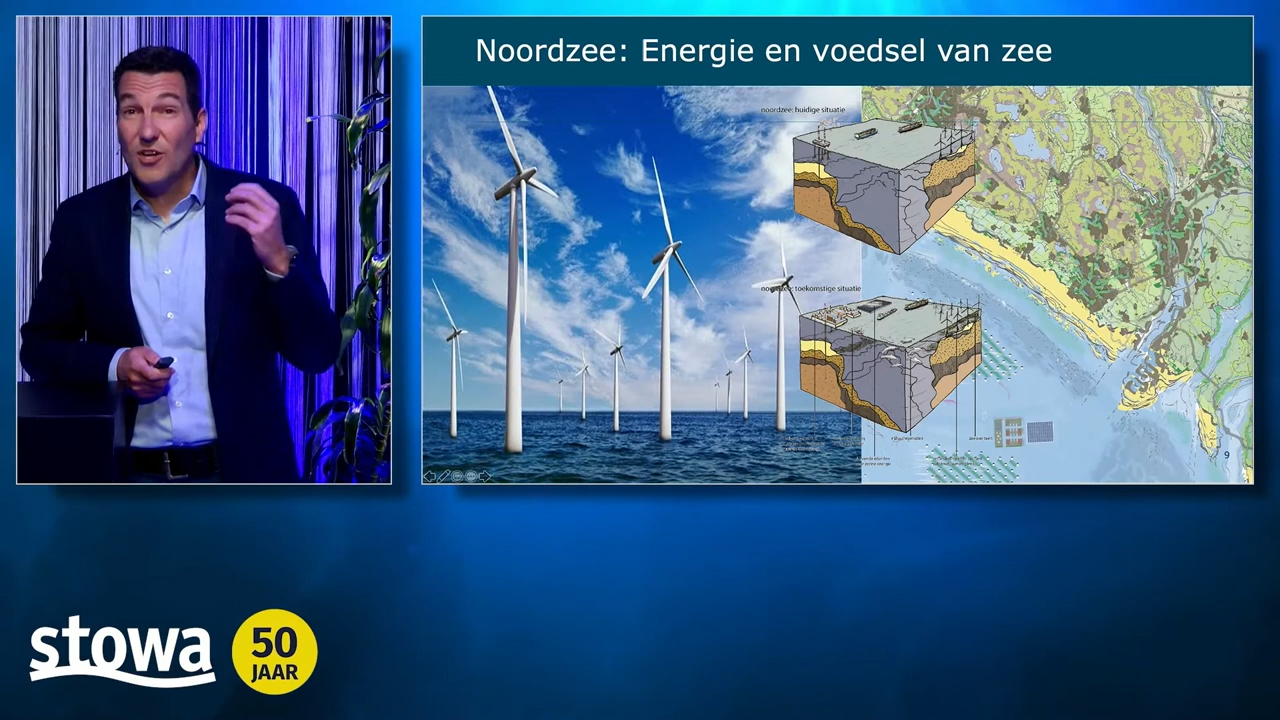 Noordzee: Energie en voedsel van zee
noordzee: huidige situatie
noordzee: toekomstige situatie
9
stowa
50
JAAR